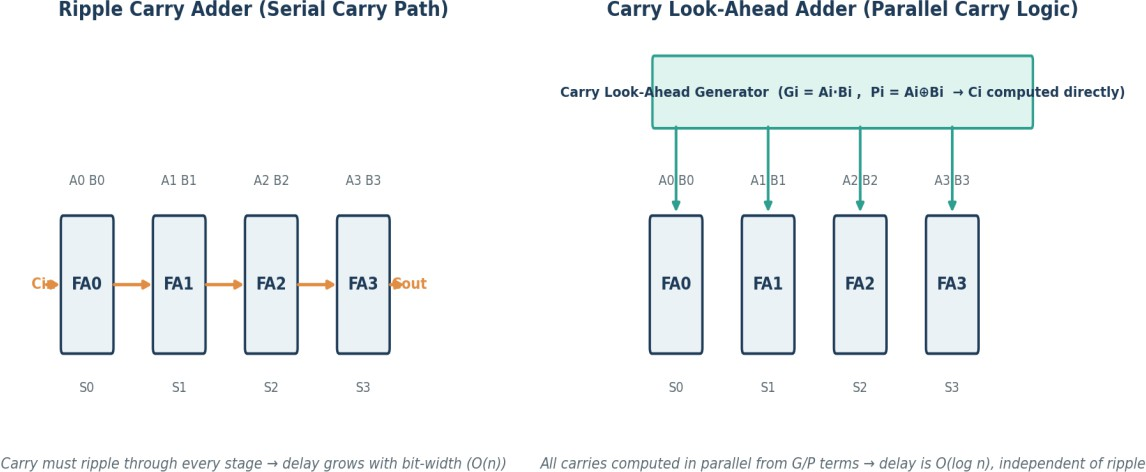 Ripple Carry Adder (Serial Carry Path)
A0 B0 A1 B1 A2 B2 A3 B3
FA0 FA1 FA2 FA3 Cout
S0 S1 S2 S3
Carry must ripple through every stage → delay grows with bit-width (O(n))
Carry Look-Ahead Adder (Parallel Carry Logic)
Carry Look-Ahead Generator (Gi = Ai·Bi , Pi = Ai⊕Bi → Ci computed directly)
A0 B0 A1 B1 A2 B2 A3 B3
FA0 FA1 FA2 FA3
S0 S1 S2 S3
All carries computed in parallel from G/P terms → delay is O(log n), independent of ripple